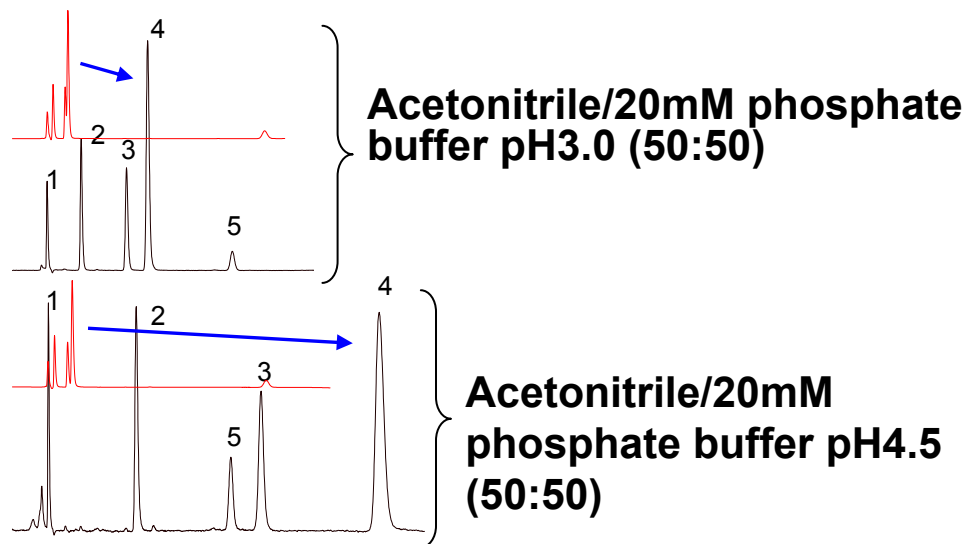 4
2
3
1
5
Acetonitrile/20mM phosphate
buffer pH3.0 (50:50)
4
1
2
3
5
Acetonitrile/20mM
phosphate buffer pH4.5
(50:50)